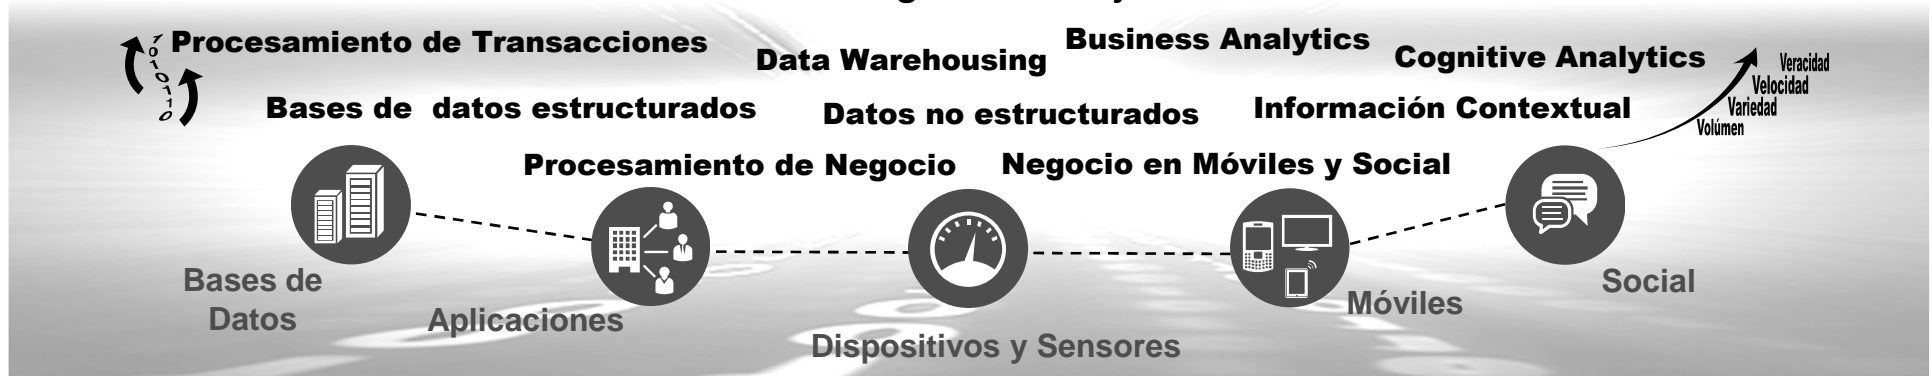 Procesamiento de Transacciones
Data Warehousing
Business Analytics
Cognitive Analytics
Veracidad
Velocidad
Variedad
Volúmen
Bases de datos estructurados
Datos no estructurados
Información Contextual
Procesamiento de Negocio
Negocio en Móviles y Social
Bases de
Datos
Aplicaciones
Dispositivos y Sensores
Móviles
Social